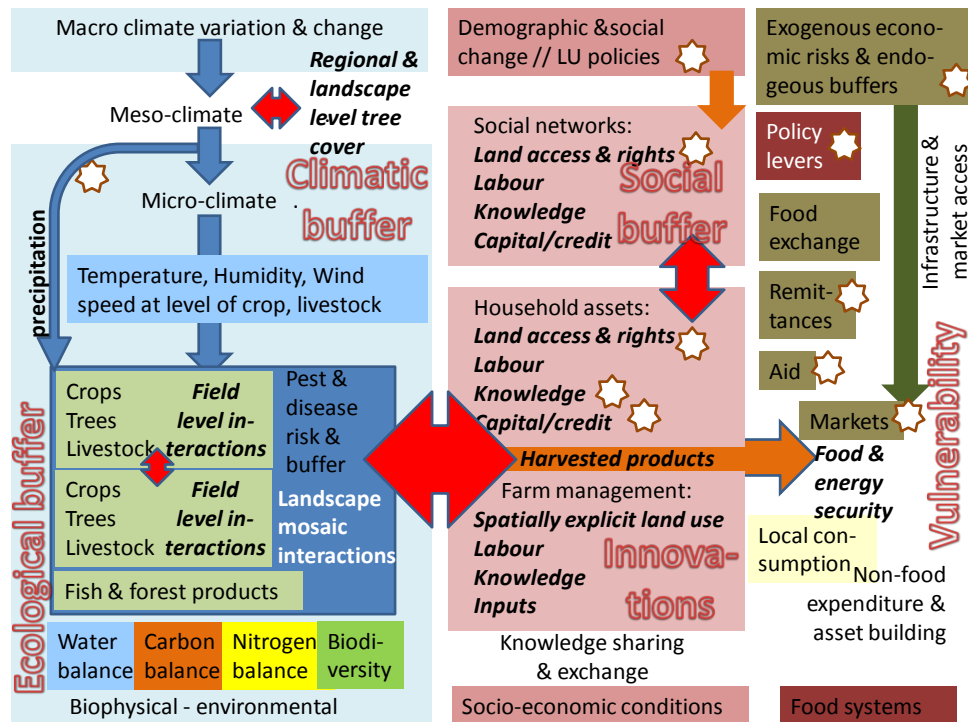 Macro climate variation & change
Regional &
landscape
level tree
cover
Meso-climate
Climatic
buffer
Micro-climate
.
precipitation
Temperature, Humidity, Wind
speed at level of crop, livestock
Ecological buffer
Crops
Trees
Livestock
Field
level in-
teractions
Crops
Trees
Livestock
Field
level in-
teractions
Fish & forest products
Pest &
disease
risk &
buffer
Landscape
mosaic
interactions
Water
balance
Carbon
balance
Nitrogen
balance
Biodi-
versity
Biophysical - environmental
Demographic &social
change // LU policies
Social networks:
Land access & rights
Labour
Knowledge
Capital/credit
Social
buffer
Household assets:
Land access & rights
Labour
Knowledge
Capital/credit
Harvested products
Farm management:
Spatially explicit land use
Labour
Knowledge
Inputs
Innova-
tions
Knowledge sharing
& exchange
Socio-economic conditions
Exogenous econo-
mic risks & endo-
geous buffers
Policy
levers
Food
exchange
Remit-
tances
Aid
Markets
Infrastructure &
market access
Vulnerability
Food &
energy
security
Local con-
sumption
Non-food
expenditure &
asset building
Food systems